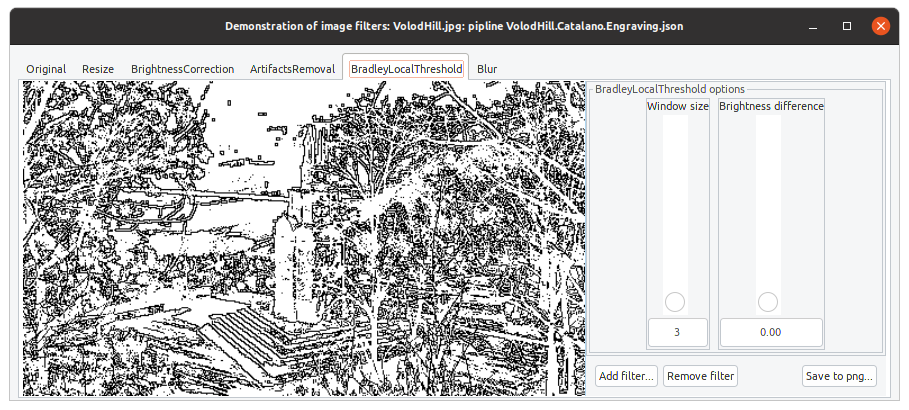 Demonstration of image filters: VolodHill.jpg: pipline VolodHill.Catalano.Engraving.json
Original Resize BrightnessCorrection ArtifactsRemoval BradleyLocalThreshold Blur
BradleyLocalThreshold options
Window size Brightness difference
3 0.00
Add filter... Remove filter Save to png...